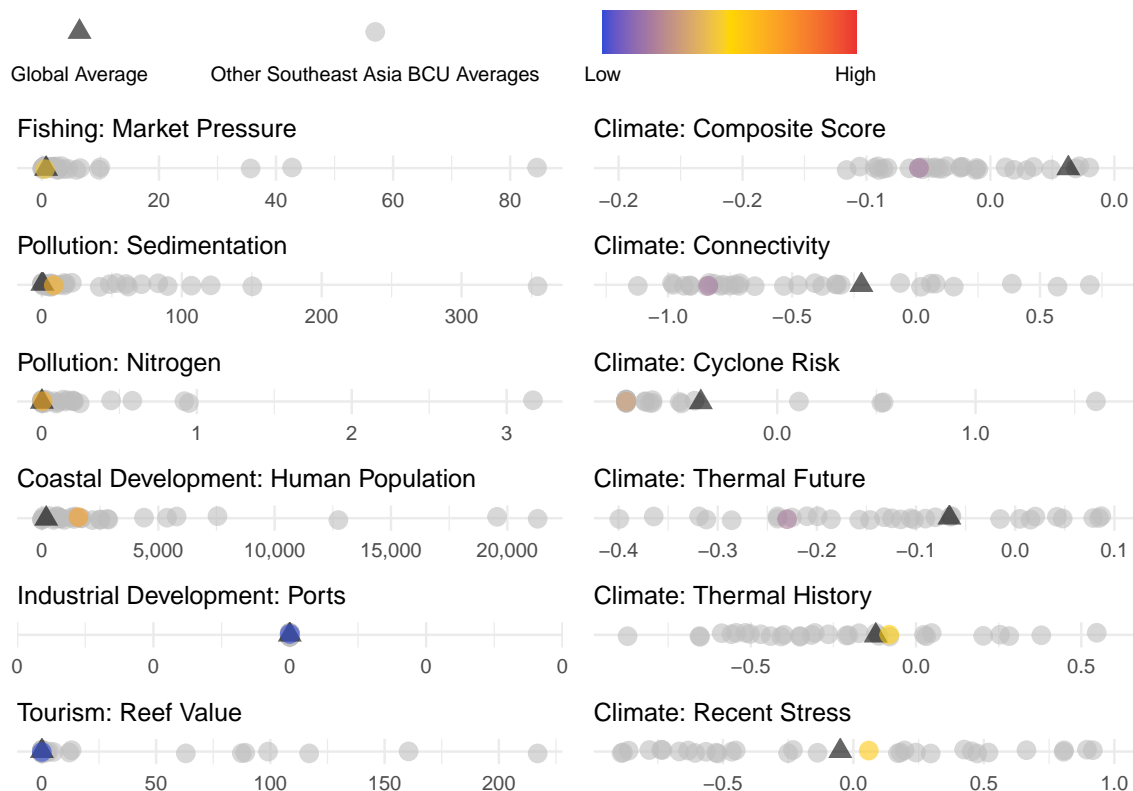 Global Average
Other Southeast Asia BCU Averages
Low
High
Fishing: Market Pressure
0 20 40 60 80
Pollution: Sedimentation
0 100 200 300
Pollution: Nitrogen
0 1 2 3
Coastal Development: Human Population
0 5,000 10,000 15,000 20,000
Industrial Development: Ports
0 0 0 0 0
Tourism: Reef Value
0 50 100 150 200
Climate: Composite Score
−0.2 −0.2 −0.1 0.0 0.0
Climate: Connectivity
−1.0 −0.5 0.0 0.5
Climate: Cyclone Risk
0.0 1.0
Climate: Thermal Future
−0.4 −0.3 −0.2 −0.1 0.0 0.1
Climate: Thermal History
−0.5 0.0 0.5
Climate: Recent Stress
−0.5 0.0 0.5 1.0